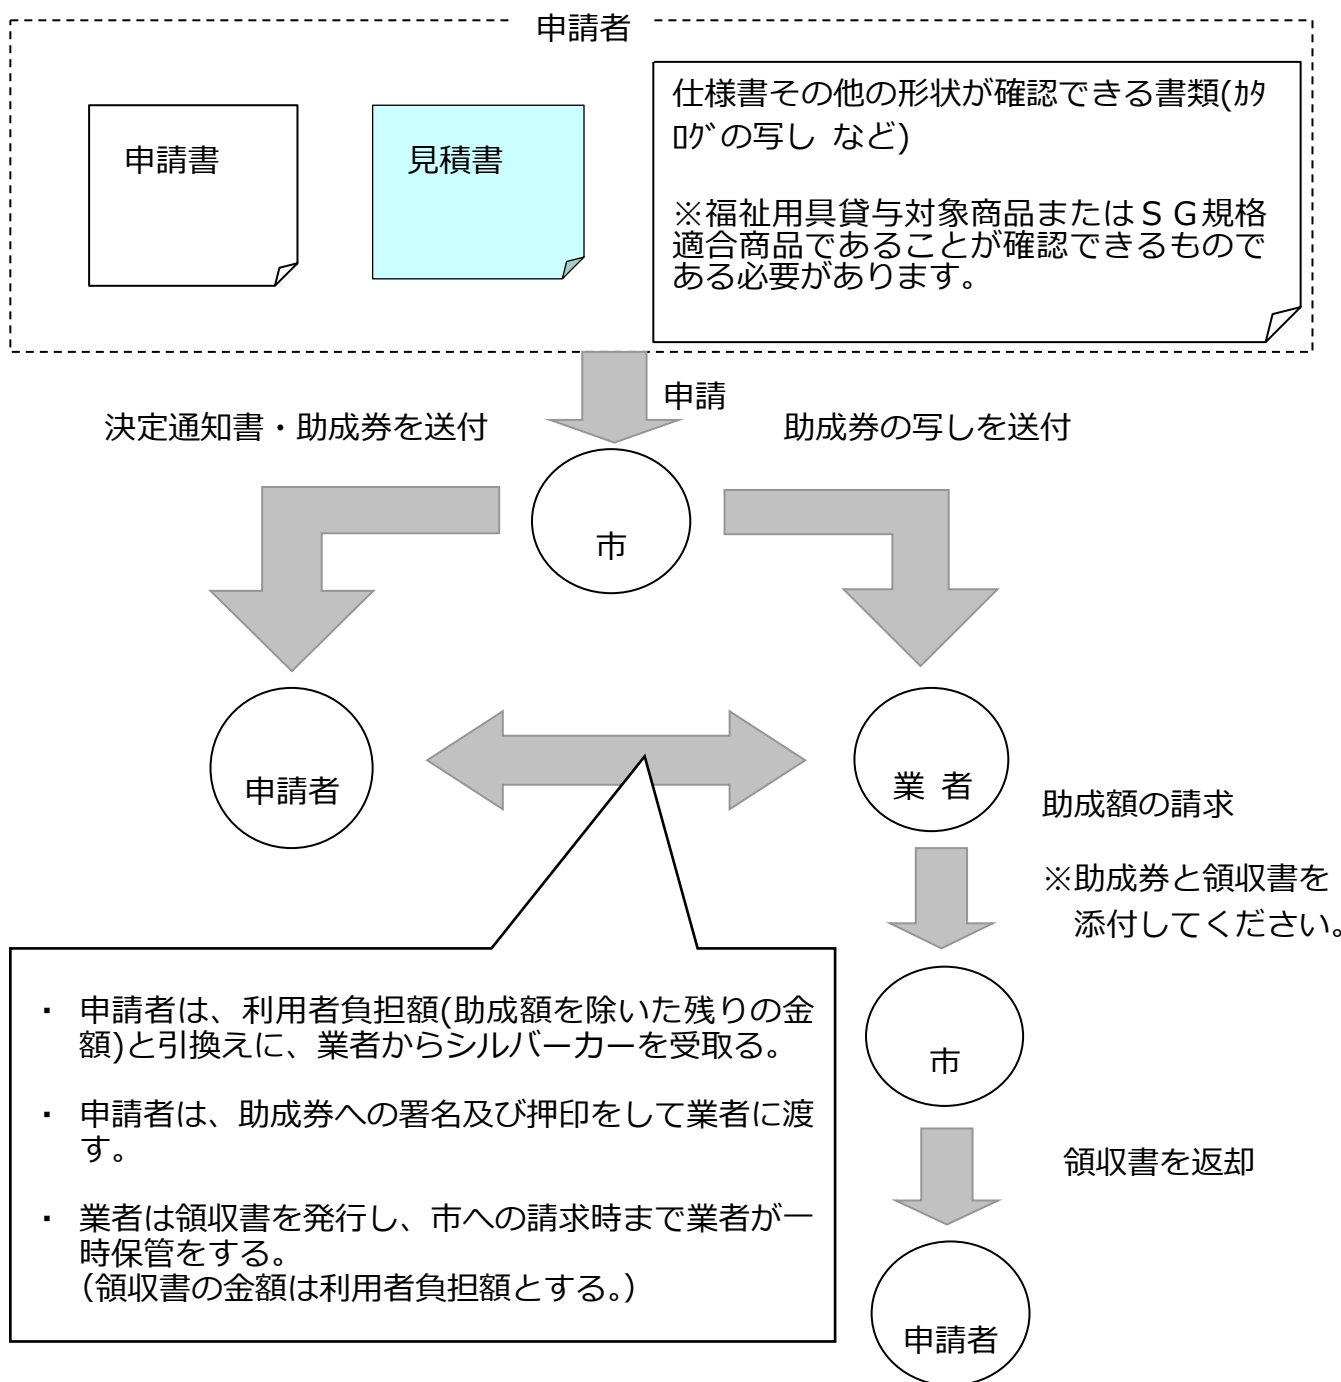 申請者
申請書
見積書
仕様書その他の形状が確認できる書類(ｶﾀ
ﾛｸﾞの写し など)
※福祉用具貸与対象商品またはＳＧ規格
適合商品であることが確認できるもので
ある必要があります。
申請
決定通知書・助成券を送付
助成券の写しを送付
市
申請者
業 者
助成額の請求
※助成券と領収書を
添付してください。
・ 申請者は、利用者負担額(助成額を除いた残りの金
額)と引換えに、業者からシルバーカーを受取る。
・ 申請者は、助成券への署名及び押印をして業者に渡
す。
・ 業者は領収書を発行し、市への請求時まで業者が一
時保管をする。
（領収書の金額は利用者負担額とする。）
市
領収書を返却
申請者